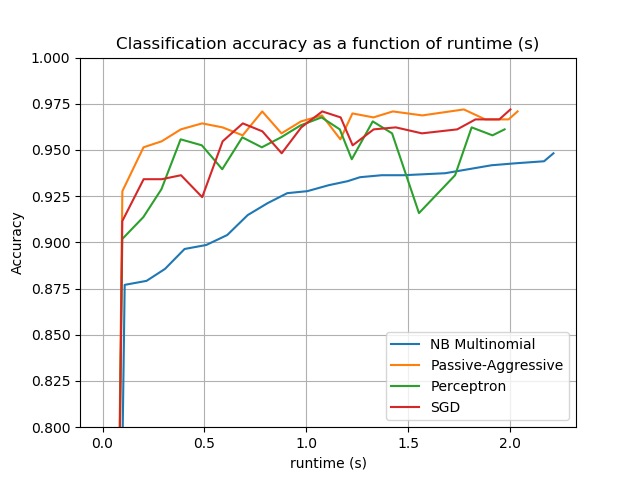 Classification accuracy as a function of runtime (s)
1.000
0.975
0.950
0.925
0.900
0.875
0.850
0.825
0.800
Accuracy
NB Multinomial
Passive-Aggressive
Perceptron
SGD
0.0 0.5 1.0 1.5 2.0
runtime (s)